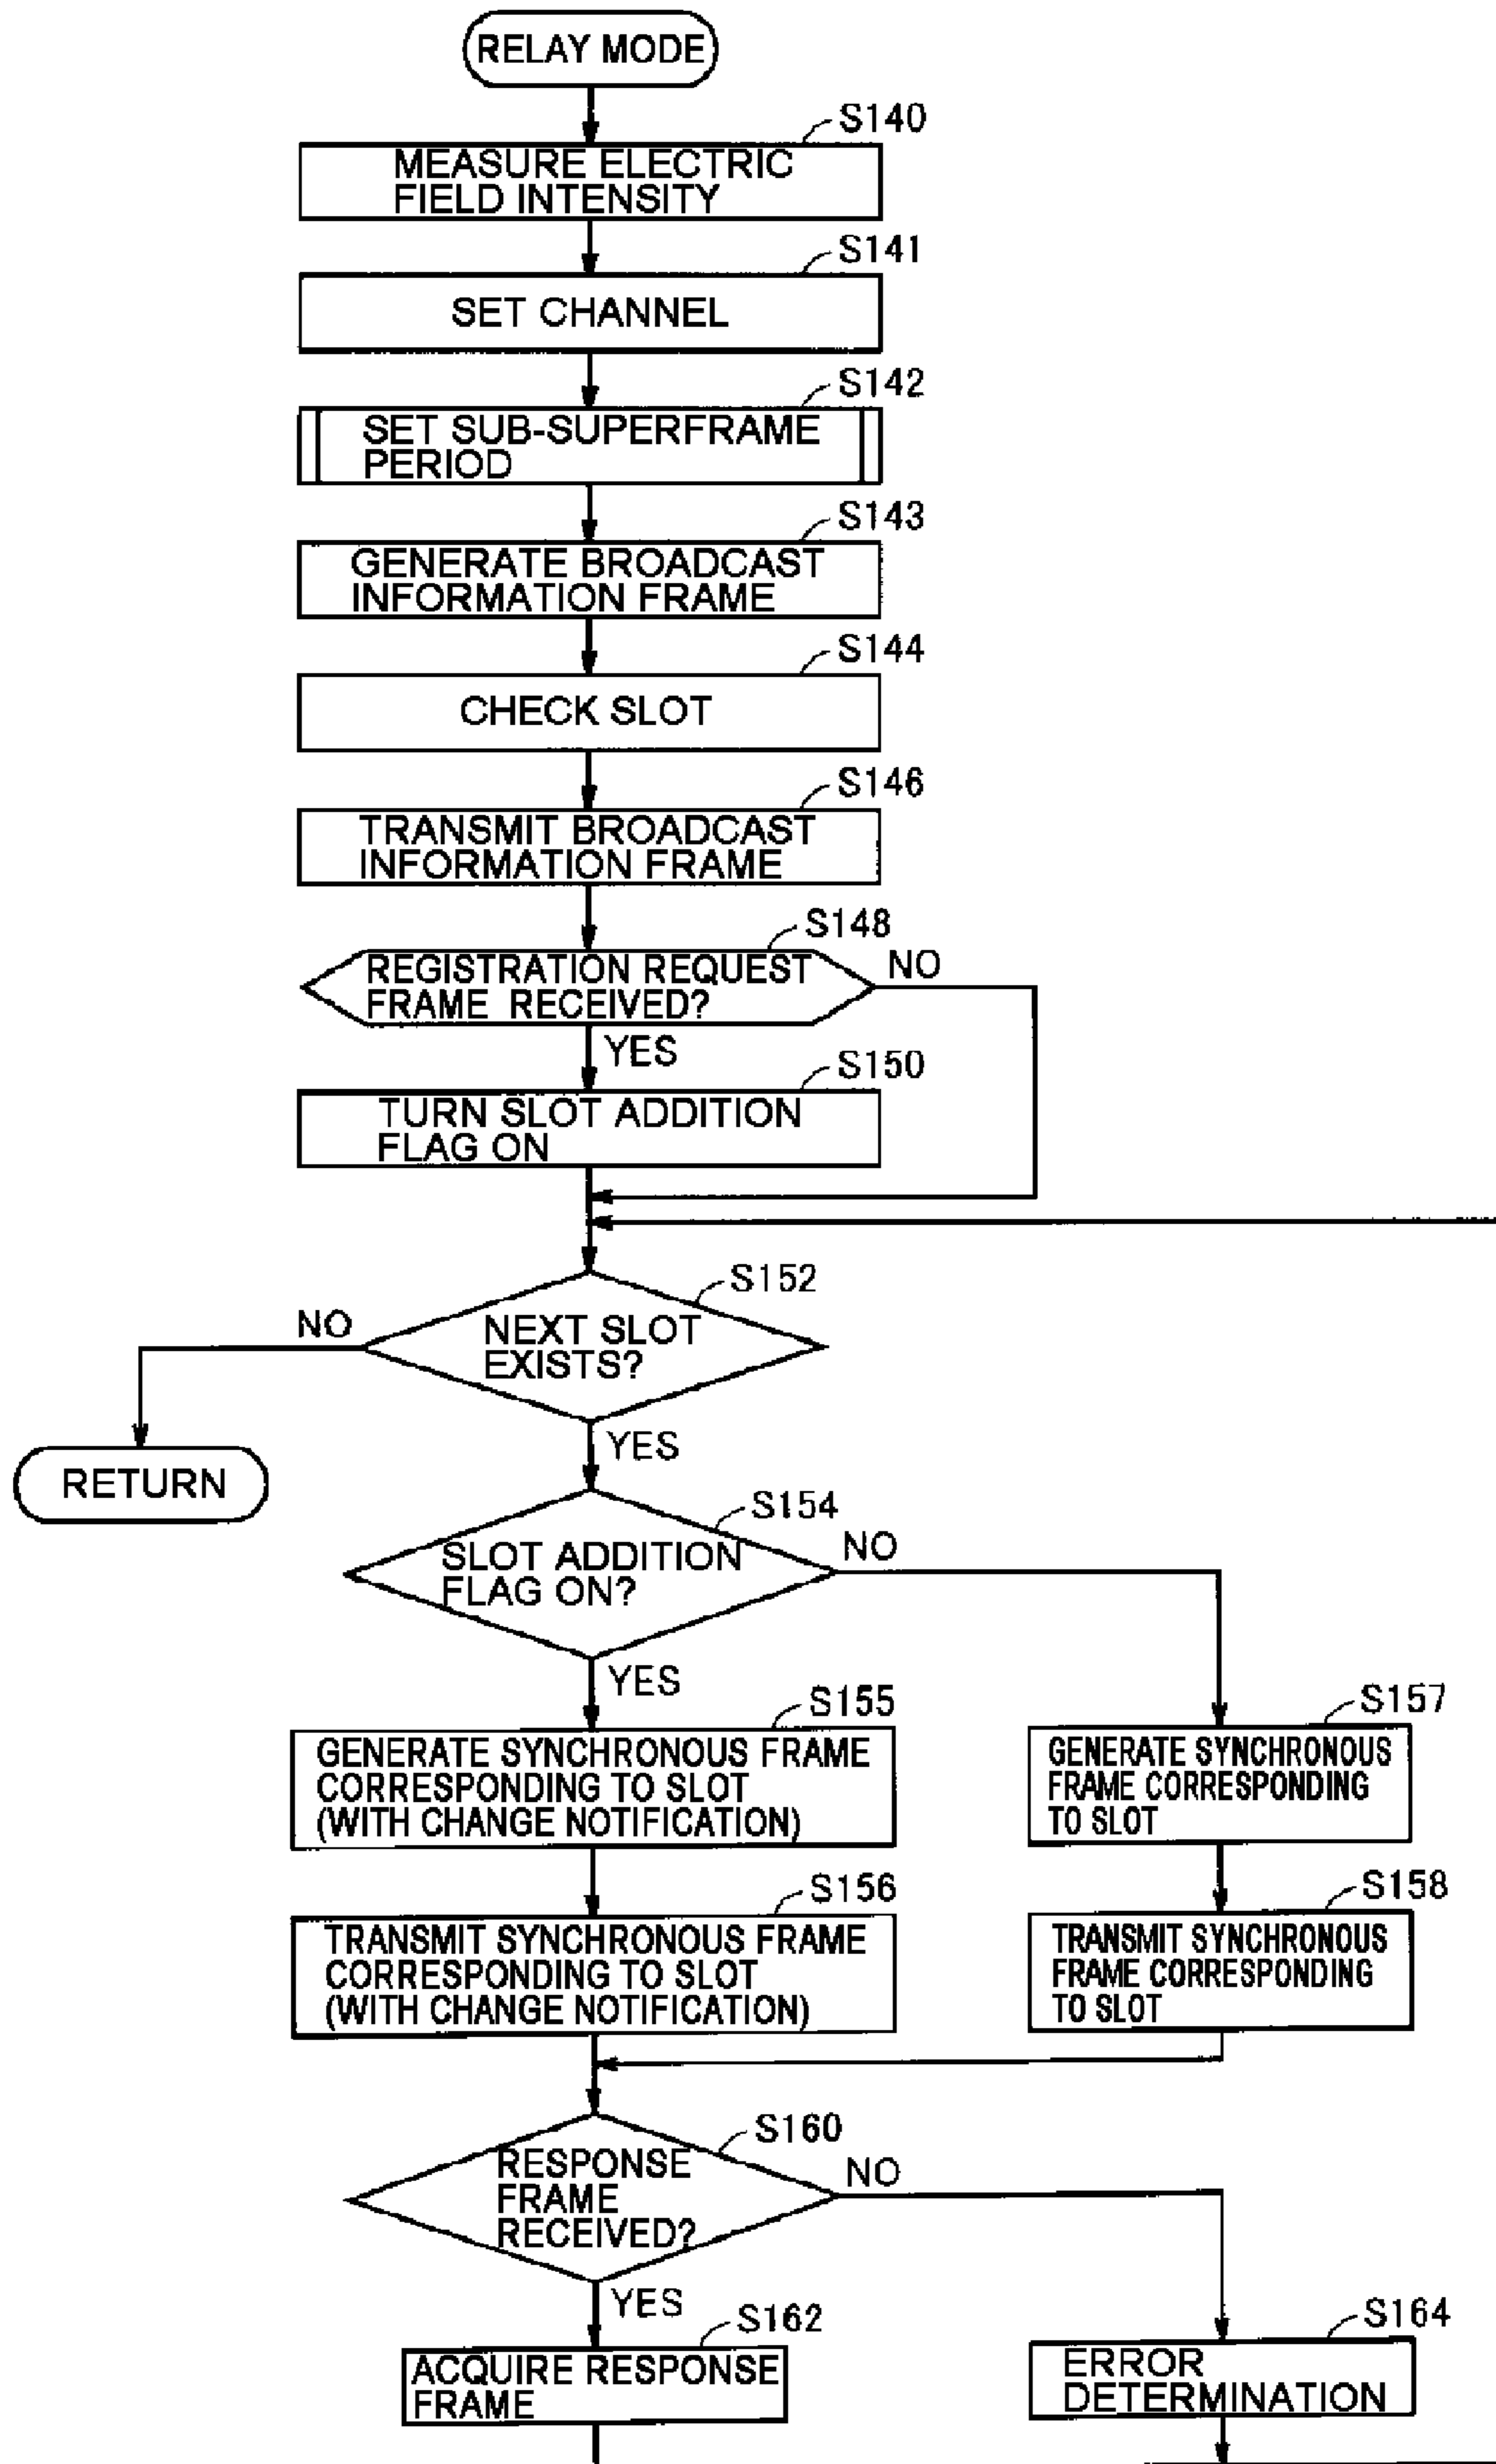 RELAY MODE
S140
MEASURE ELECTRIC
FIELD INTENSITY
S141
SET CHANNEL
S142
SET SUB-SUPERFRAME
PERIOD
S143
GENERATE BROADCAST
INFORMATION FRAME
S144
CHECK SLOT
S146
TRANSMIT BROADCAST
INFORMATION FRAME
S148
REGISTRATION REQUEST
FRAME RECEIVED?
NO
YES
S150
TURN SLOT ADDITION
FLAG ON
S152
NEXT SLOT
EXISTS?
NO
RETURN
YES
S154
SLOT ADDITION
FLAG ON?
NO
YES
S155
GENERATE SYNCHRONOUS FRAME
CORRESPONDING TO SLOT
(WITH CHANGE NOTIFICATION)
S157
GENERATE SYNCHRONOUS
FRAME CORRESPONDING
TO SLOT
S156
TRANSMIT SYNCHRONOUS FRAME
CORRESPONDING TO SLOT
(WITH CHANGE NOTIFICATION)
S158
TRANSMIT SYNCHRONOUS
FRAME CORRESPONDING
TO SLOT
S160
RESPONSE
FRAME
RECEIVED?
NO
YES
S162
ACQUIRE RESPONSE
FRAME
S164
ERROR
DETERMINATION